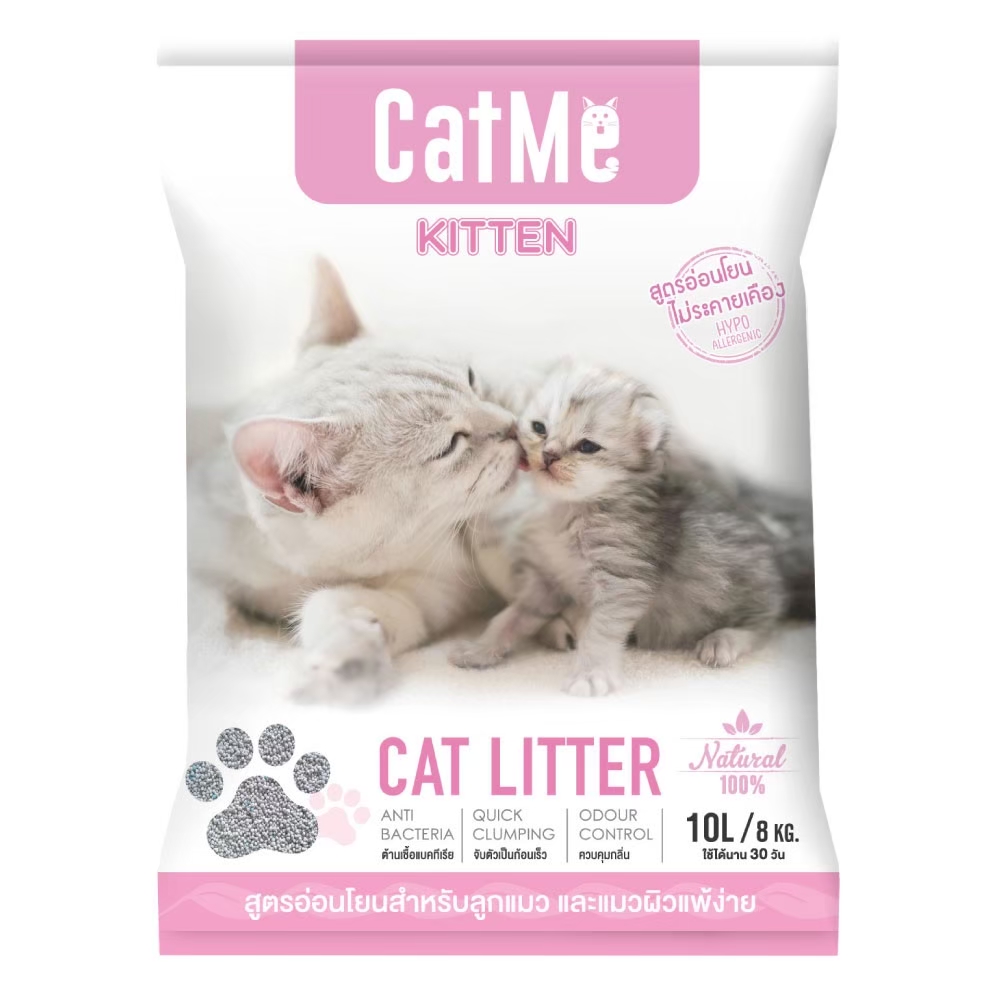 CatMe
KITTEN
สูตรอ่อนโยน
ไม่ระคายเคือง
HYPO
ALLERGENIC
CAT LITTER
Natural
100%
ANTI
BACTERIA
ต้านเชื้อแบคทีเรีย
QUICK
CLUMPING
จับตัวเป็นก้อนเร็ว
ODOUR
CONTROL
ควบคุมกลิ่น
10L/8 KG.
ใช้ได้นาน 30 วัน
สูตรอ่อนโยนสำหรับลูกแมว และแมวผิวแพ้ง่าย